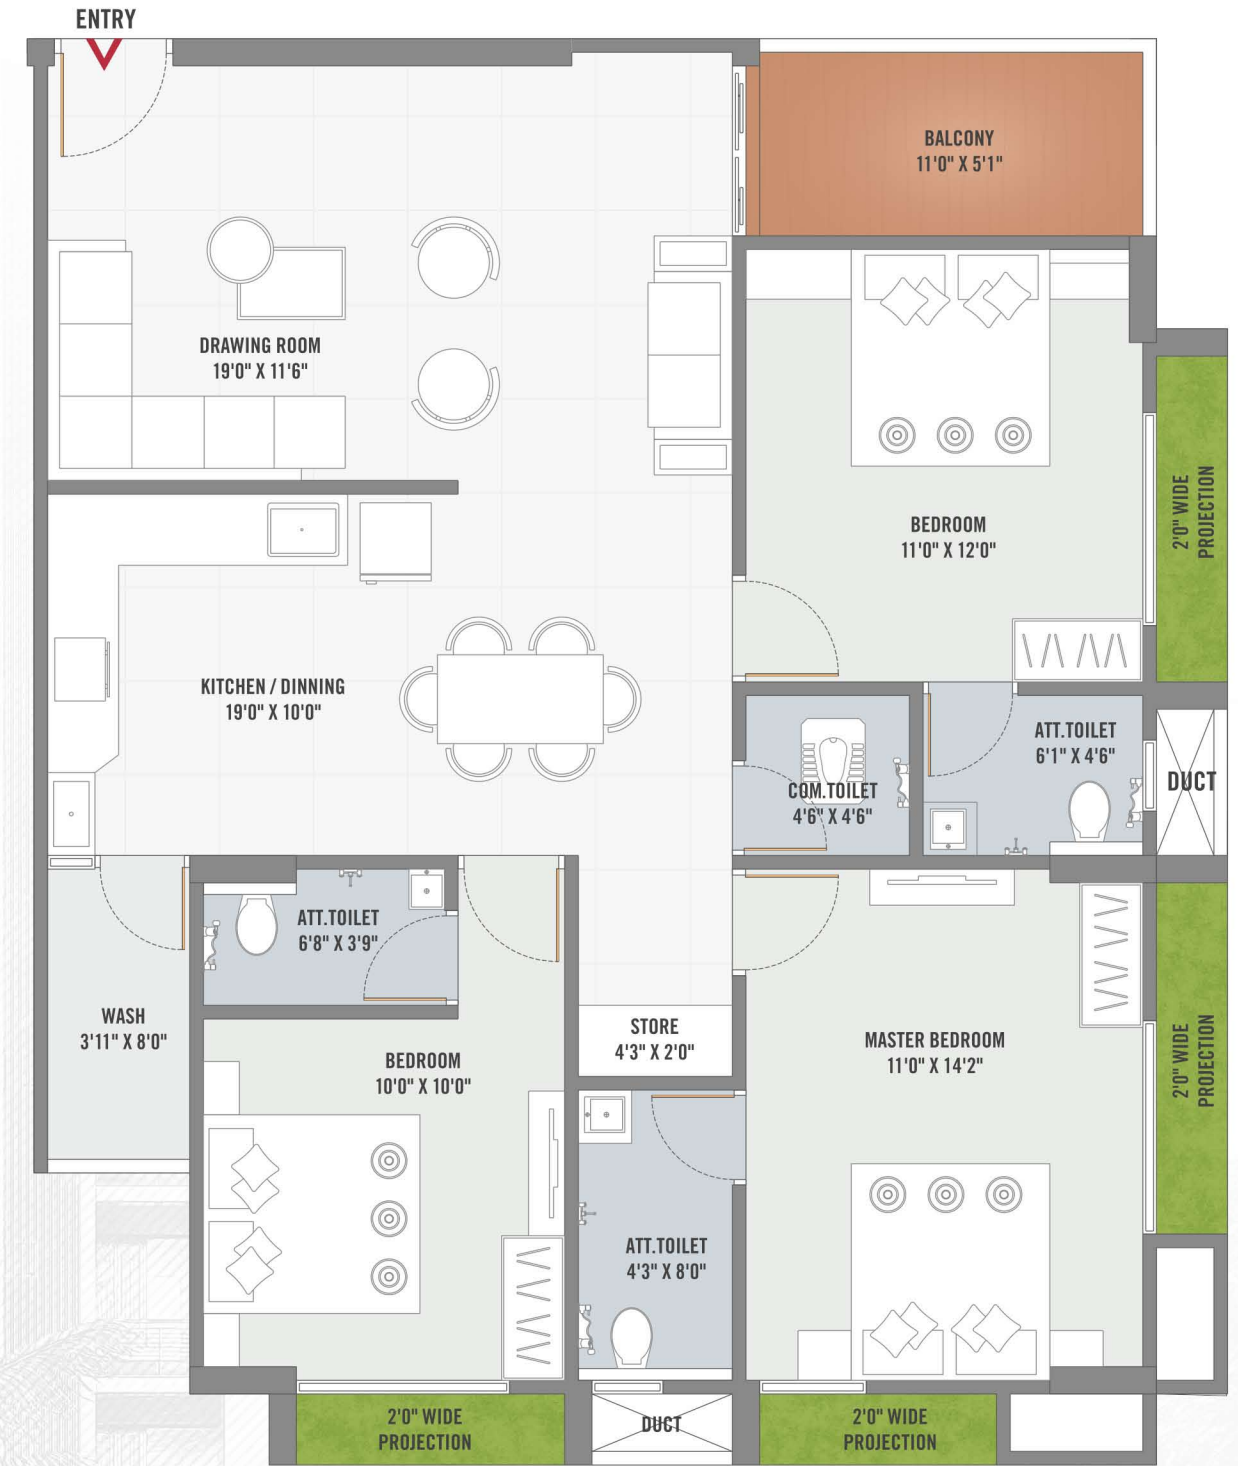 ENTRY
BALCONY
11'0" X 5'1"
DRAWING ROOM
19'0" X 11'6"
BEDROOM
11'0" X 12'0"
2'0" WIDE
PROJECTION
KITCHEN / DINNING
19'0" X 10'0"
COM.TOILET
4'6" X 4'6"
ATT.TOILET
6'1" X 4'6"
DUCT
ATT.TOILET
6'8" X 3'9"
WASH
3'11" X 8'0"
BEDROOM
10'0" X 10'0"
STORE
4'3" X 2'0"
MASTER BEDROOM
11'0" X 14'2"
2'0" WIDE
PROJECTION
ATT.TOILET
4'3" X 8'0"
2'0" WIDE
PROJECTION
DUCT
2'0" WIDE
PROJECTION